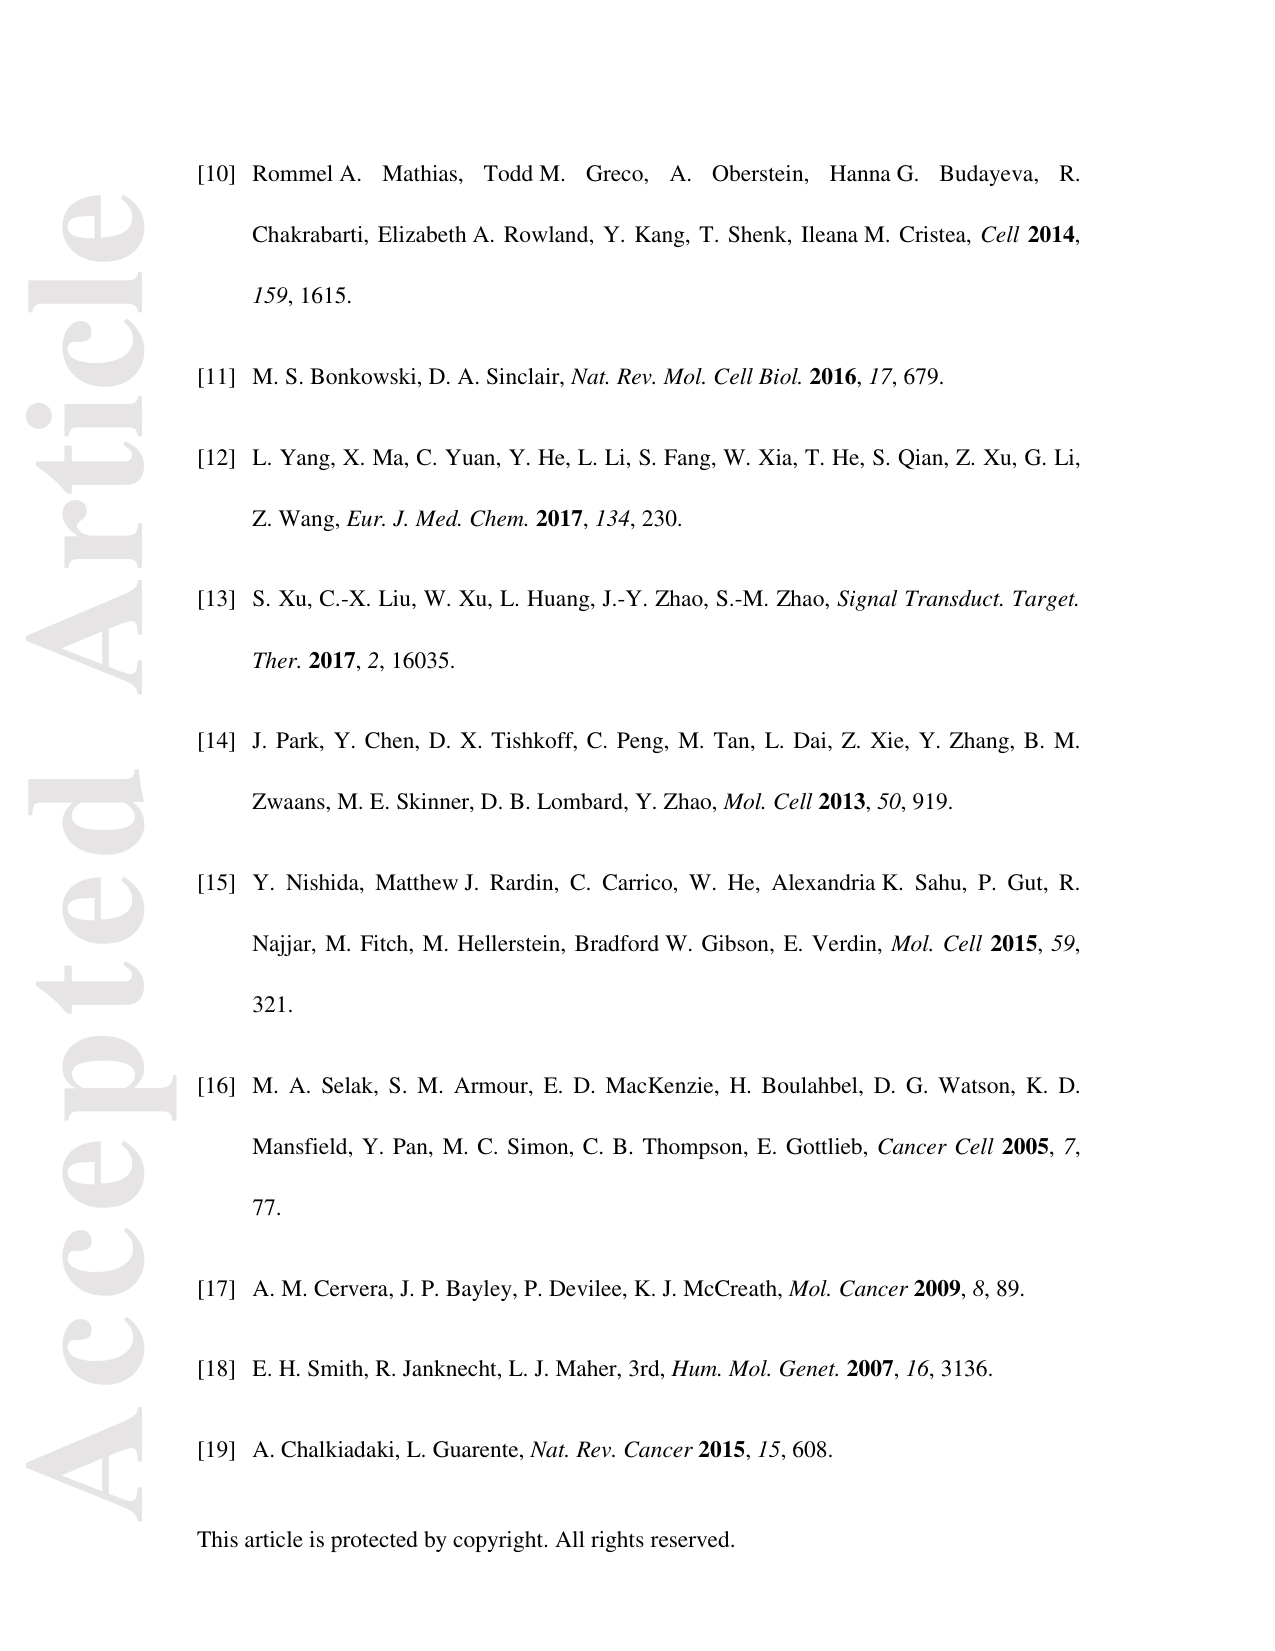 [10] Rommel A. Mathias, Todd M. Greco, A. Oberstein, Hanna G. Budayeva, R.
Chakrabarti, Elizabeth A. Rowland, Y. Kang, T. Shenk, Ileana M. Cristea, Cell 2014,
159, 1615.
[11] M. S. Bonkowski, D. A. Sinclair, Nat. Rev. Mol. Cell Biol. 2016, 17, 679.
[12] L. Yang, X. Ma, C. Yuan, Y. He, L. Li, S. Fang, W. Xia, T. He, S. Qian, Z. Xu, G. Li,
Z. Wang, Eur. J. Med. Chem. 2017, 134, 230.
[13] S. Xu, C.-X. Liu, W. Xu, L. Huang, J.-Y. Zhao, S.-M. Zhao, Signal Transduct. Target.
Ther. 2017, 2, 16035.
[14] J. Park, Y. Chen, D. X. Tishkoff, C. Peng, M. Tan, L. Dai, Z. Xie, Y. Zhang, B. M.
Zwaans, M. E. Skinner, D. B. Lombard, Y. Zhao, Mol. Cell 2013, 50, 919.
[15] Y. Nishida, Matthew J. Rardin, C. Carrico, W. He, Alexandria K. Sahu, P. Gut, R.
Najjar, M. Fitch, M. Hellerstein, Bradford W. Gibson, E. Verdin, Mol. Cell 2015, 59,
321.
[16] M. A. Selak, S. M. Armour, E. D. MacKenzie, H. Boulahbel, D. G. Watson, K. D.
Mansfield, Y. Pan, M. C. Simon, C. B. Thompson, E. Gottlieb, Cancer Cell 2005, 7,
77.
[17] A. M. Cervera, J. P. Bayley, P. Devilee, K. J. McCreath, Mol. Cancer 2009, 8, 89.
[18] E. H. Smith, R. Janknecht, L. J. Maher, 3rd, Hum. Mol. Genet. 2007, 16, 3136.
[19] A. Chalkiadaki, L. Guarente, Nat. Rev. Cancer 2015, 15, 608.
This article is protected by copyright. All rights reserved.
Accepted Article